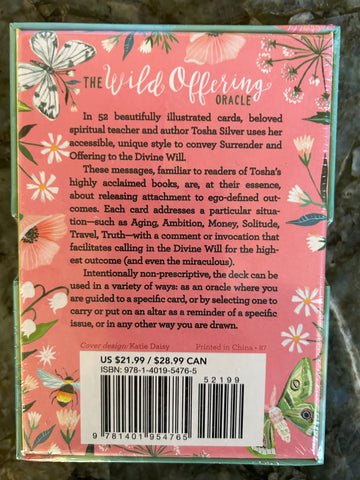 THE Wild Offering
ORACLE
In 52 beautifully illustrated cards, beloved
spiritual teacher and author Tosha Silver uses her
accessible, unique style to convey Surrender and
Offering to the Divine Will.
These messages, familiar to readers of Tosha's
highly acclaimed books, are, at their essence,
about releasing attachment to ego-defined out-
comes. Each card addresses a particular situa-
tion—such as Aging, Ambition, Money, Solitude,
Travel, Truth—with a comment or invocation that
facilitates calling in the Divine Will for the high-
est outcome (and even the miraculous).
Intentionally non-prescriptive, the deck can be
used in a variety of ways: as an oracle where you
are guided to a specific card, or by selecting one
to carry or put on an altar as a reminder of a specific
issue, or in any other way you are drawn.
Cover design: Katie Daisy Printed in China • R7
US $21.99 / $28.99 CAN
ISBN: 978-1-4019-5476-5
52199
9 781401 954765